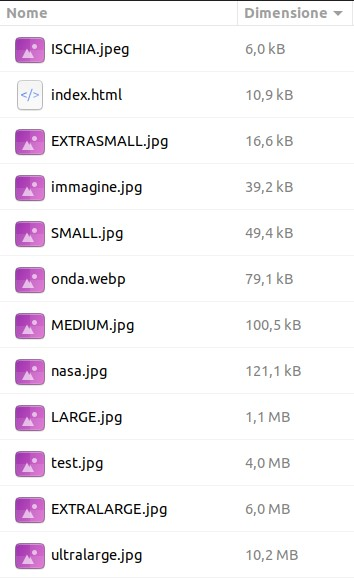 Nome Dimensione
ISCHIA.jpeg 6,0 kB
</> index.html 10,9 kB
EXTRASMALL.jpg 16,6 kB
immagine.jpg 39,2 kB
SMALL.jpg 49,4 kB
onda.webp 79,1 kB
MEDIUM.jpg 100,5 kB
nasa.jpg 121,1 kB
LARGE.jpg 1,1 MB
test.jpg 4,0 MB
EXTRALARGE.jpg 6,0 MB
ultralarge.jpg 10,2 MB